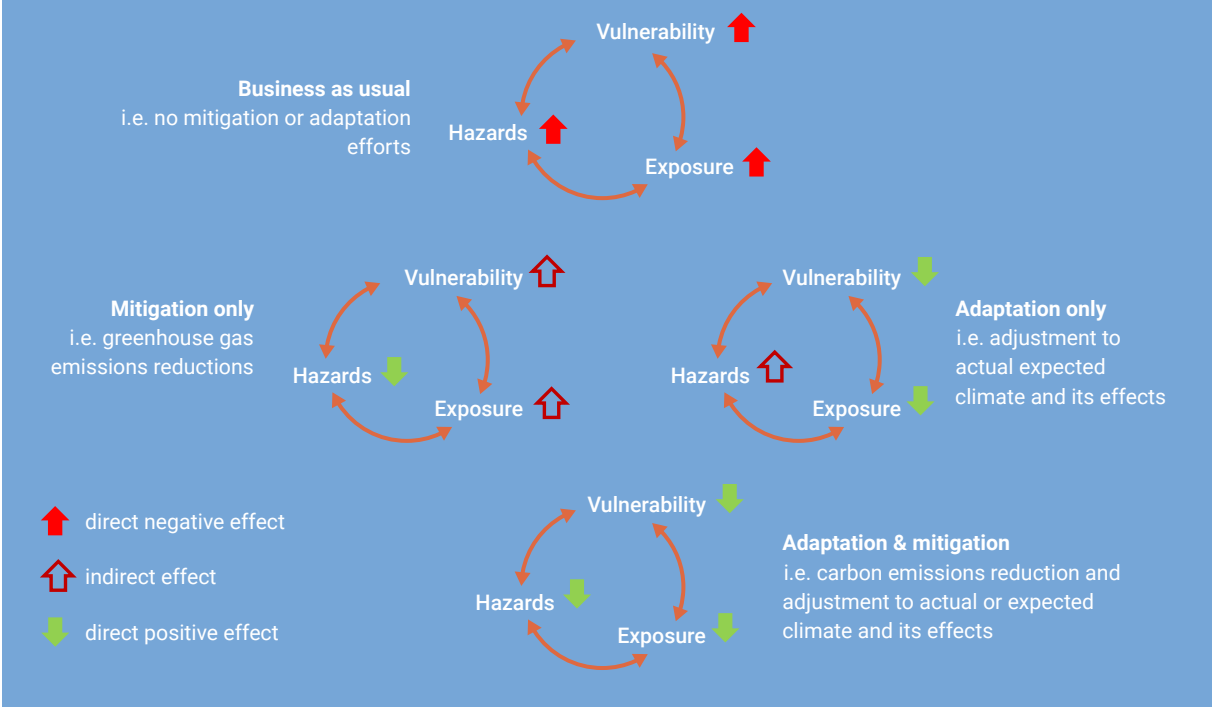 Vulnerability
Business as usual
i.e. no mitigation or adaptation
efforts
Hazards
Exposure
Vulnerability
Mitigation only
i.e. greenhouse gas
emissions reductions
Hazards
Exposure
Vulnerability
Adaptation only
i.e. adjustment to
actual expected
climate and its effects
Hazards
Exposure
direct negative effect
indirect effect
direct positive effect
Vulnerability
Hazards
Exposure
Adaptation & mitigation
i.e. carbon emissions reduction and
adjustment to actual or expected
climate and its effects